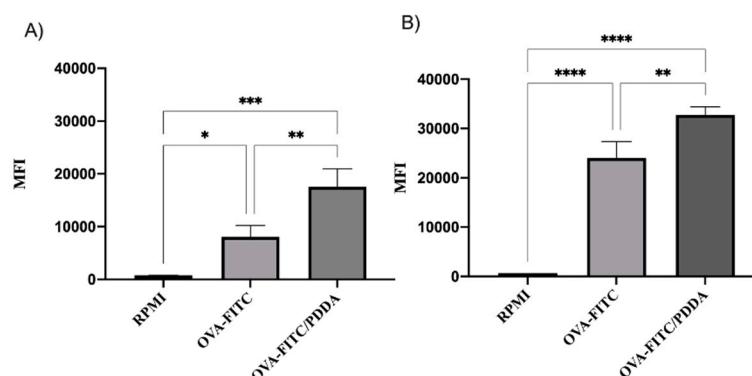 A)
MFI
40000
30000
20000
10000
0
***
*
**
RPMI
OVA-FITC
OVA-FITC/PDDA
B)
MFI
40000
30000
20000
10000
0
****
****
**
RPMI
OVA-FITC
OVA-FITC/PDDA